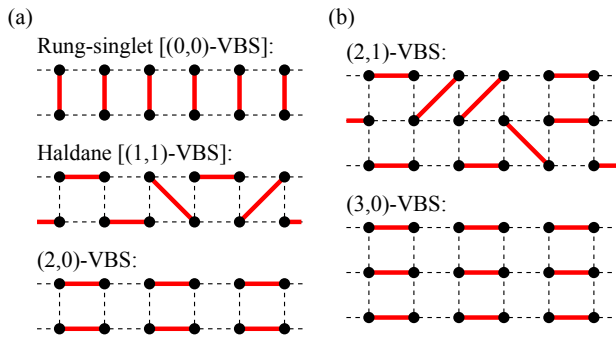 (a)
Rung-singlet [(0,0)-VBS]:
Haldane [(1,1)-VBS]:
(2,0)-VBS:
(b)
(2,1)-VBS:
(3,0)-VBS: